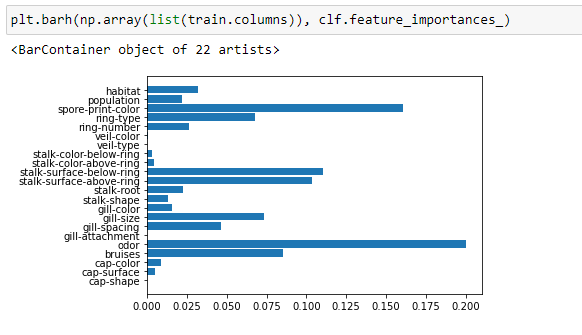 plt.barh(np.array(list(train.columns)), clf.feature_importances_)
<BarContainer object of 22 artists>
habitat
population
spore-print-color
ring-type
ring-number
veil-color
veil-type
stalk-color-below-ring
stalk-color-above-ring
stalk-surface-below-ring
stalk-surface-above-ring
stalk-root
stalk-shape
gill-color
gill-size
gill-spacing
gill-attachment
odor
bruises
cap-color
cap-surface
cap-shape
0.000 0.025 0.050 0.075 0.100 0.125 0.150 0.175 0.200